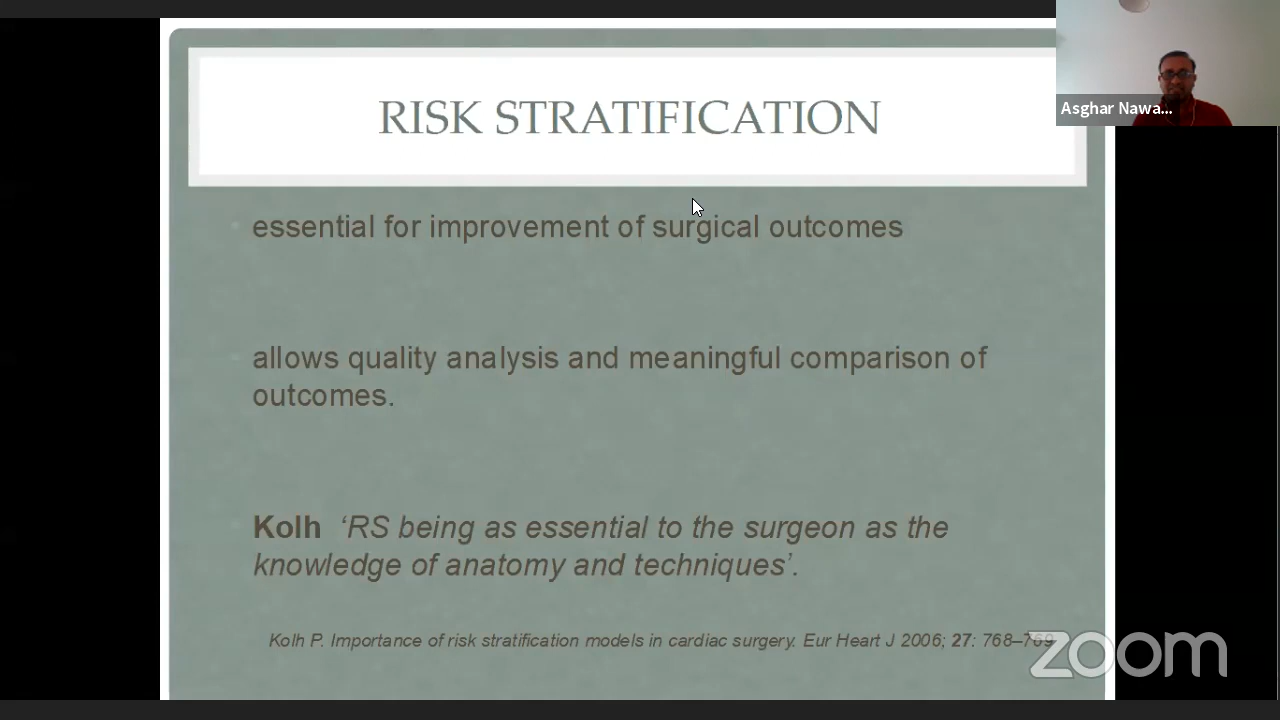 RISK STRATIFICATION
Asghar Nawa...
essential for improvement of surgical outcomes
allows quality analysis and meaningful comparison of
outcomes.
Kolh ‘RS being as essential to the surgeon as the
knowledge of anatomy and techniques’.
Kolh P. Importance of risk stratification models in cardiac surgery. Eur Heart J 2006; 27: 768–769
zoom